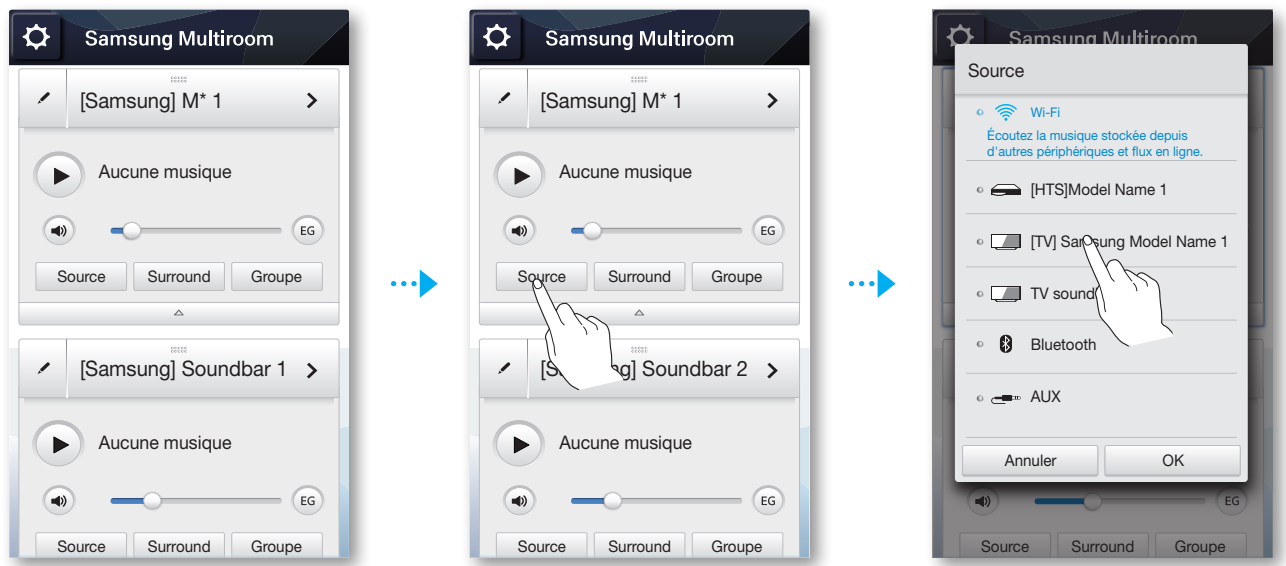 Samsung Multiroom
[Samsung] M* 1
Aucune musique
EG
Source Surround Groupe
[Samsung] Soundbar 1
Aucune musique
EG
Source Surround Groupe
Samsung Multiroom
[Samsung] M* 1
Aucune musique
EG
Source Surround Groupe
[Samsung] Soundbar 2
Aucune musique
EG
Source Surround Groupe
Samsung Multiroom
Source
Wi-Fi
Écoutez la musique stockée depuis
d'autres périphériques et flux en ligne.
[HTS]Model Name 1
[TV] Samsung Model Name 1
TV sound
Bluetooth
AUX
Annuler OK
EG
Source Surround Groupe